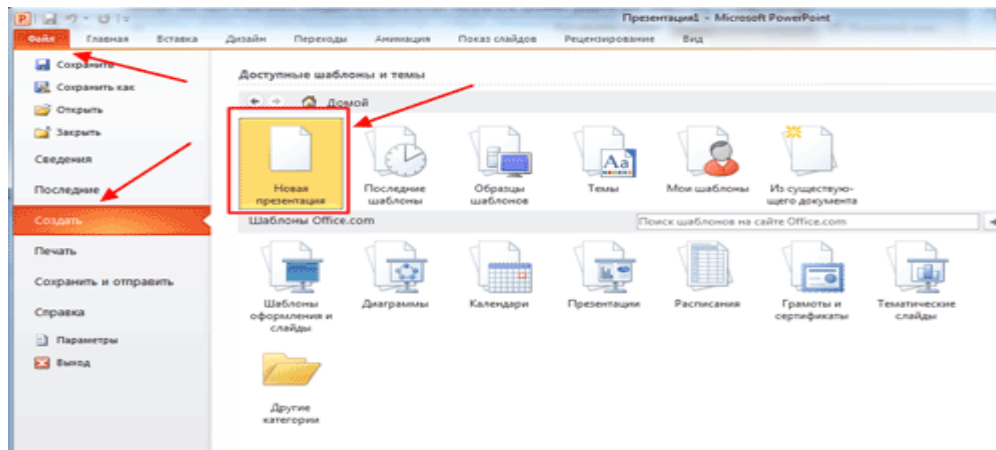 Презентация1 - Microsoft PowerPoint
Файл Главная Вставка Дизайн Переходы Анимация Показ слайдов Рецензирование Вид
Сохранить
Сохранить как
Открыть
Закрыть
Сведения
Последние
Создать
Печать
Сохранить и отправить
Справка
Параметры
Выход
Доступные шаблоны и темы
Домой
Новая
презентация
Последние
шаблоны
Образцы
шаблонов
Темы
Мои шаблоны
Из существую-
щего документа
Шаблоны Office.com
Поиск шаблонов на сайте Office.com
Шаблоны
оформления и
слайды
Диаграммы
Календари
Презентации
Расписания
Грамоты и
сертификаты
Тематические
слайды
Другие
категории